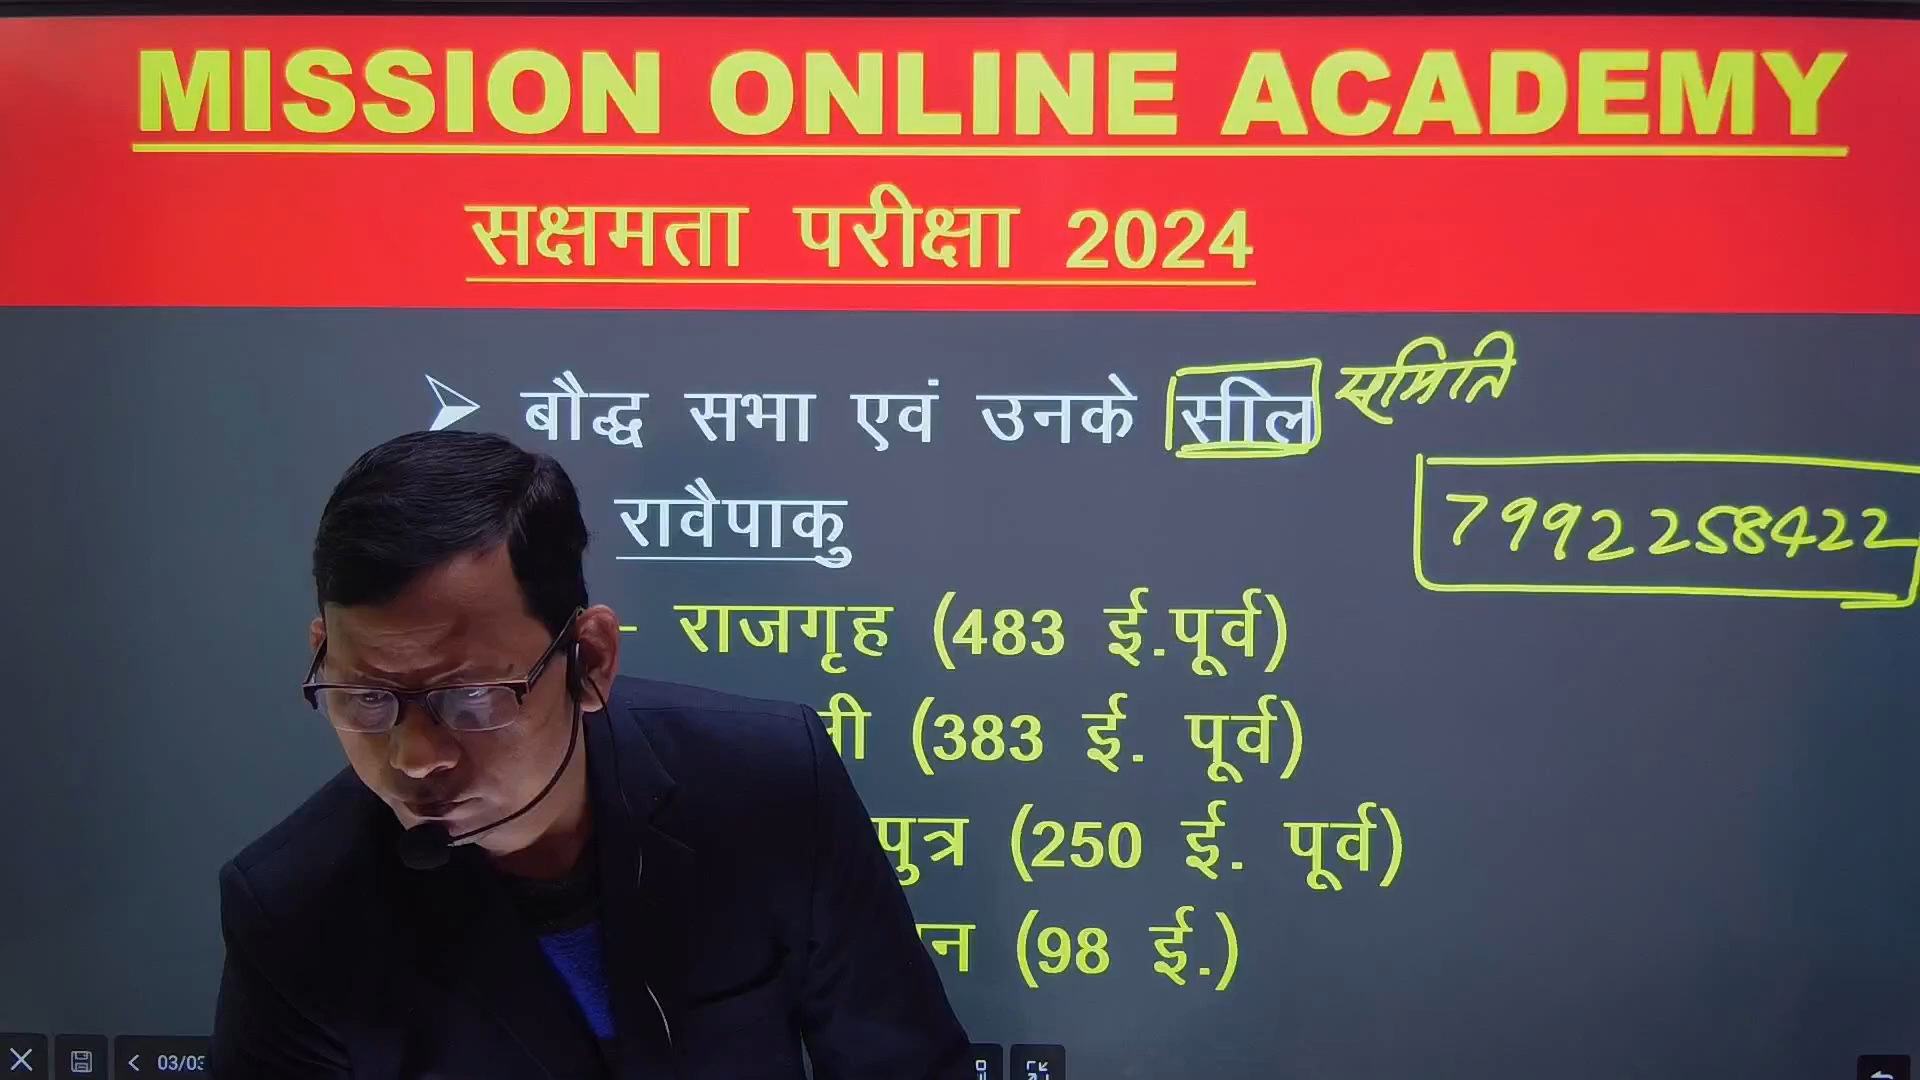 MISSION ONLINE ACADEMY
सक्षमता परीक्षा 2024
➢ बौद्ध सभा एवं उनके सील समिति
रावैपाकु
7992258422
- राजगृह (483 ई.पूर्व)
ली (383 ई. पूर्व)
पुत्र (250 ई. पूर्व)
न (98 ई.)
03/03